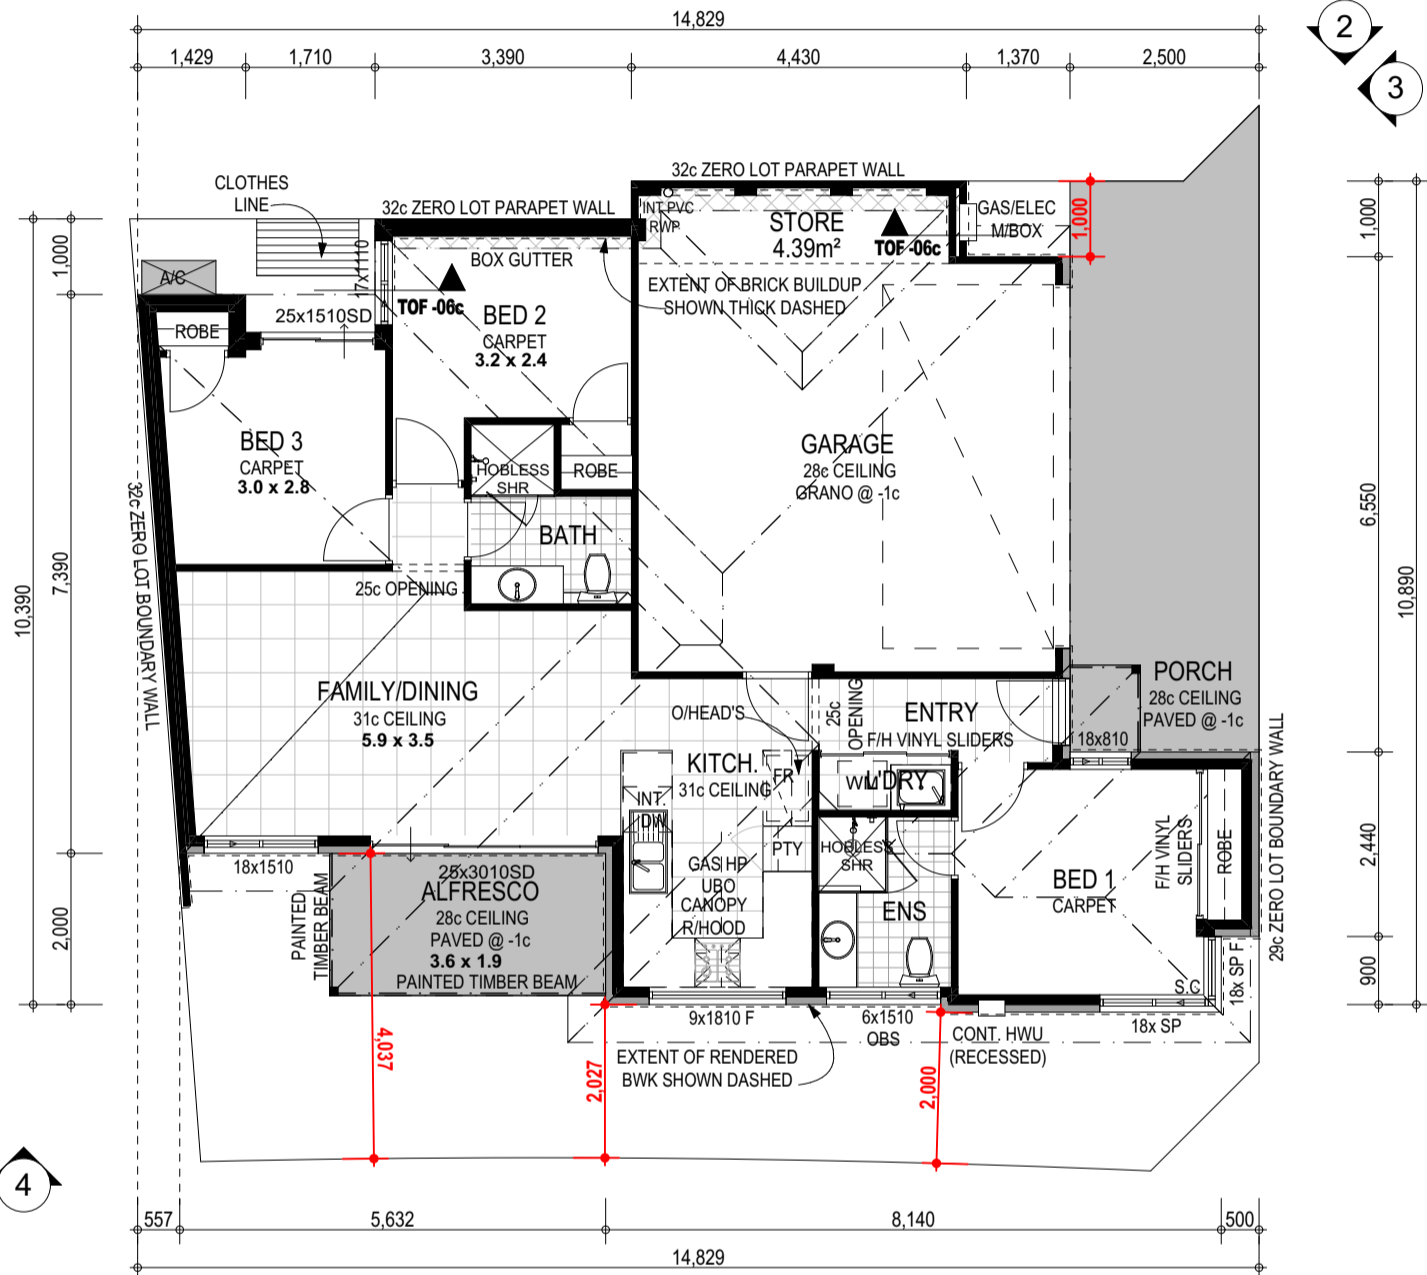 14,829
1,429
1,710
3,390
4,430
1,370
2,500
2
3
32c ZERO LOT PARAPET WALL
CLOTHES
LINE
32c ZERO LOT PARAPET WALL
INT PVC
RWP
STORE
4.39m²
TOF -06c
GAS/ELEC
M/BOX
1,000
1,000
1,000
A/C
17x1110
BOX GUTTER
TOF -06c
EXTENT OF BRICK BUILDUP
SHOWN THICK DASHED
ROBE
25x1510SD
BED 2
CARPET
3.2 x 2.4
BED 3
CARPET
3.0 x 2.8
HOBLESS
SHR
ROBE
GARAGE
28c CEILING
GRANO @ -1c
32c ZERO LOT BOUNDARY WALL
BATH
25c OPENING
7,390
10,390
6,550
10,890
FAMILY/DINING
31c CEILING
5.9 x 3.5
O/HEAD'S
25c
OPENING
ENTRY
F/H VINYL SLIDERS
PORCH
28c CEILING
PAVED @ -1c
18x810
KITCH.
31c CEILING
FR
WM
L'DRY
INT.
DW
PTY
HOBLESS
SHR
GAS HP
UBO
CANOPY
R/HOOD
ENS
BED 1
CARPET
F/H VINYL
SLIDERS
ROBE
29c ZERO LOT BOUNDARY WALL
2,440
18x1510
25x3010SD
ALFRESCO
28c CEILING
PAVED @ -1c
3.6 x 1.9
PAINTED TIMBER BEAM
PAINTED
TIMBER BEAM
2,000
900
S.C
18x SP F
18x SP
9x1810 F
6x1510
OBS
CONT. HWU
(RECESSED)
EXTENT OF RENDERED
BWK SHOWN DASHED
4,037
2,027
2,000
4
557
5,632
8,140
500
14,829